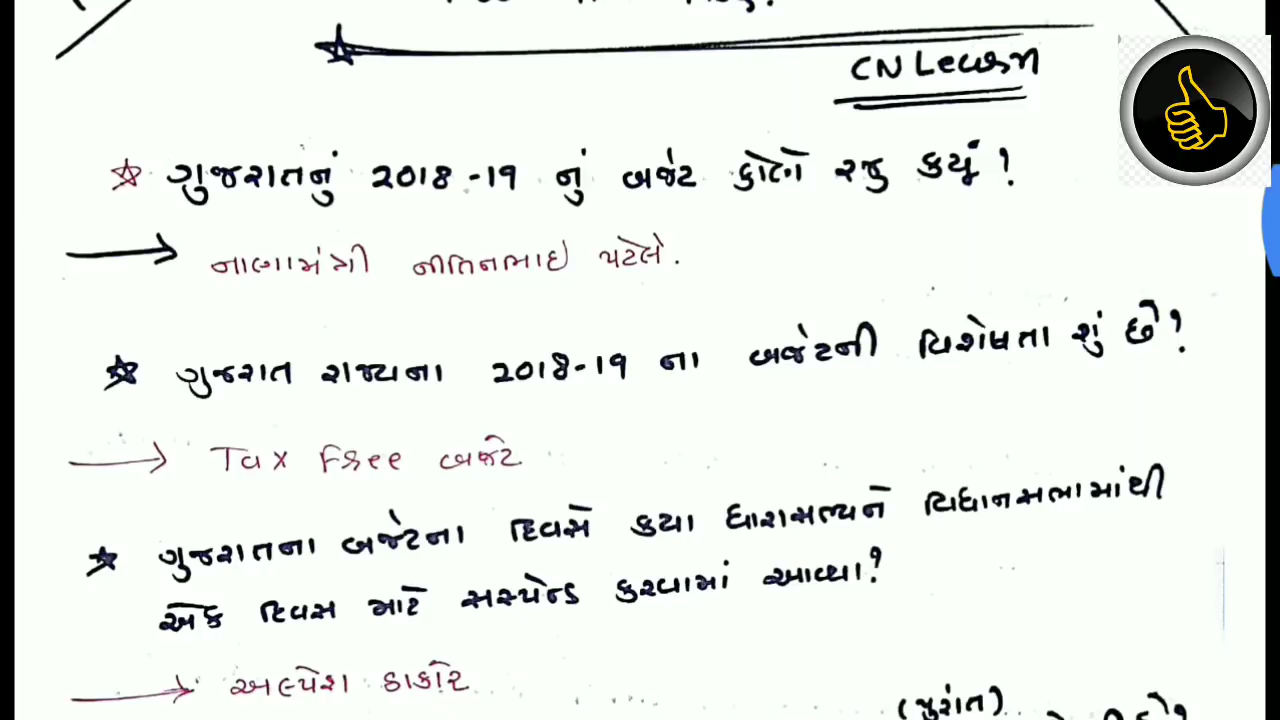 CN Learn
ગુજરાતનું 2018-19 નું બજેટ કોણે રજુ કર્યું ?
નાણામંત્રી નીતિનભાઇ પટેલે.
ગુજરાત રાજ્યના 2018-19 ના બજેટની વિશેષતા શું છે ?
Tax Free બજેટ
ગુજરાતના બજેટના દિવસે કયા ધારાસભ્યને વિધાનસભામાંથી
એક દિવસ માટે સસ્પેન્ડ કરવામાં આવ્યા ?
અલ્પેશ ઠાકોર